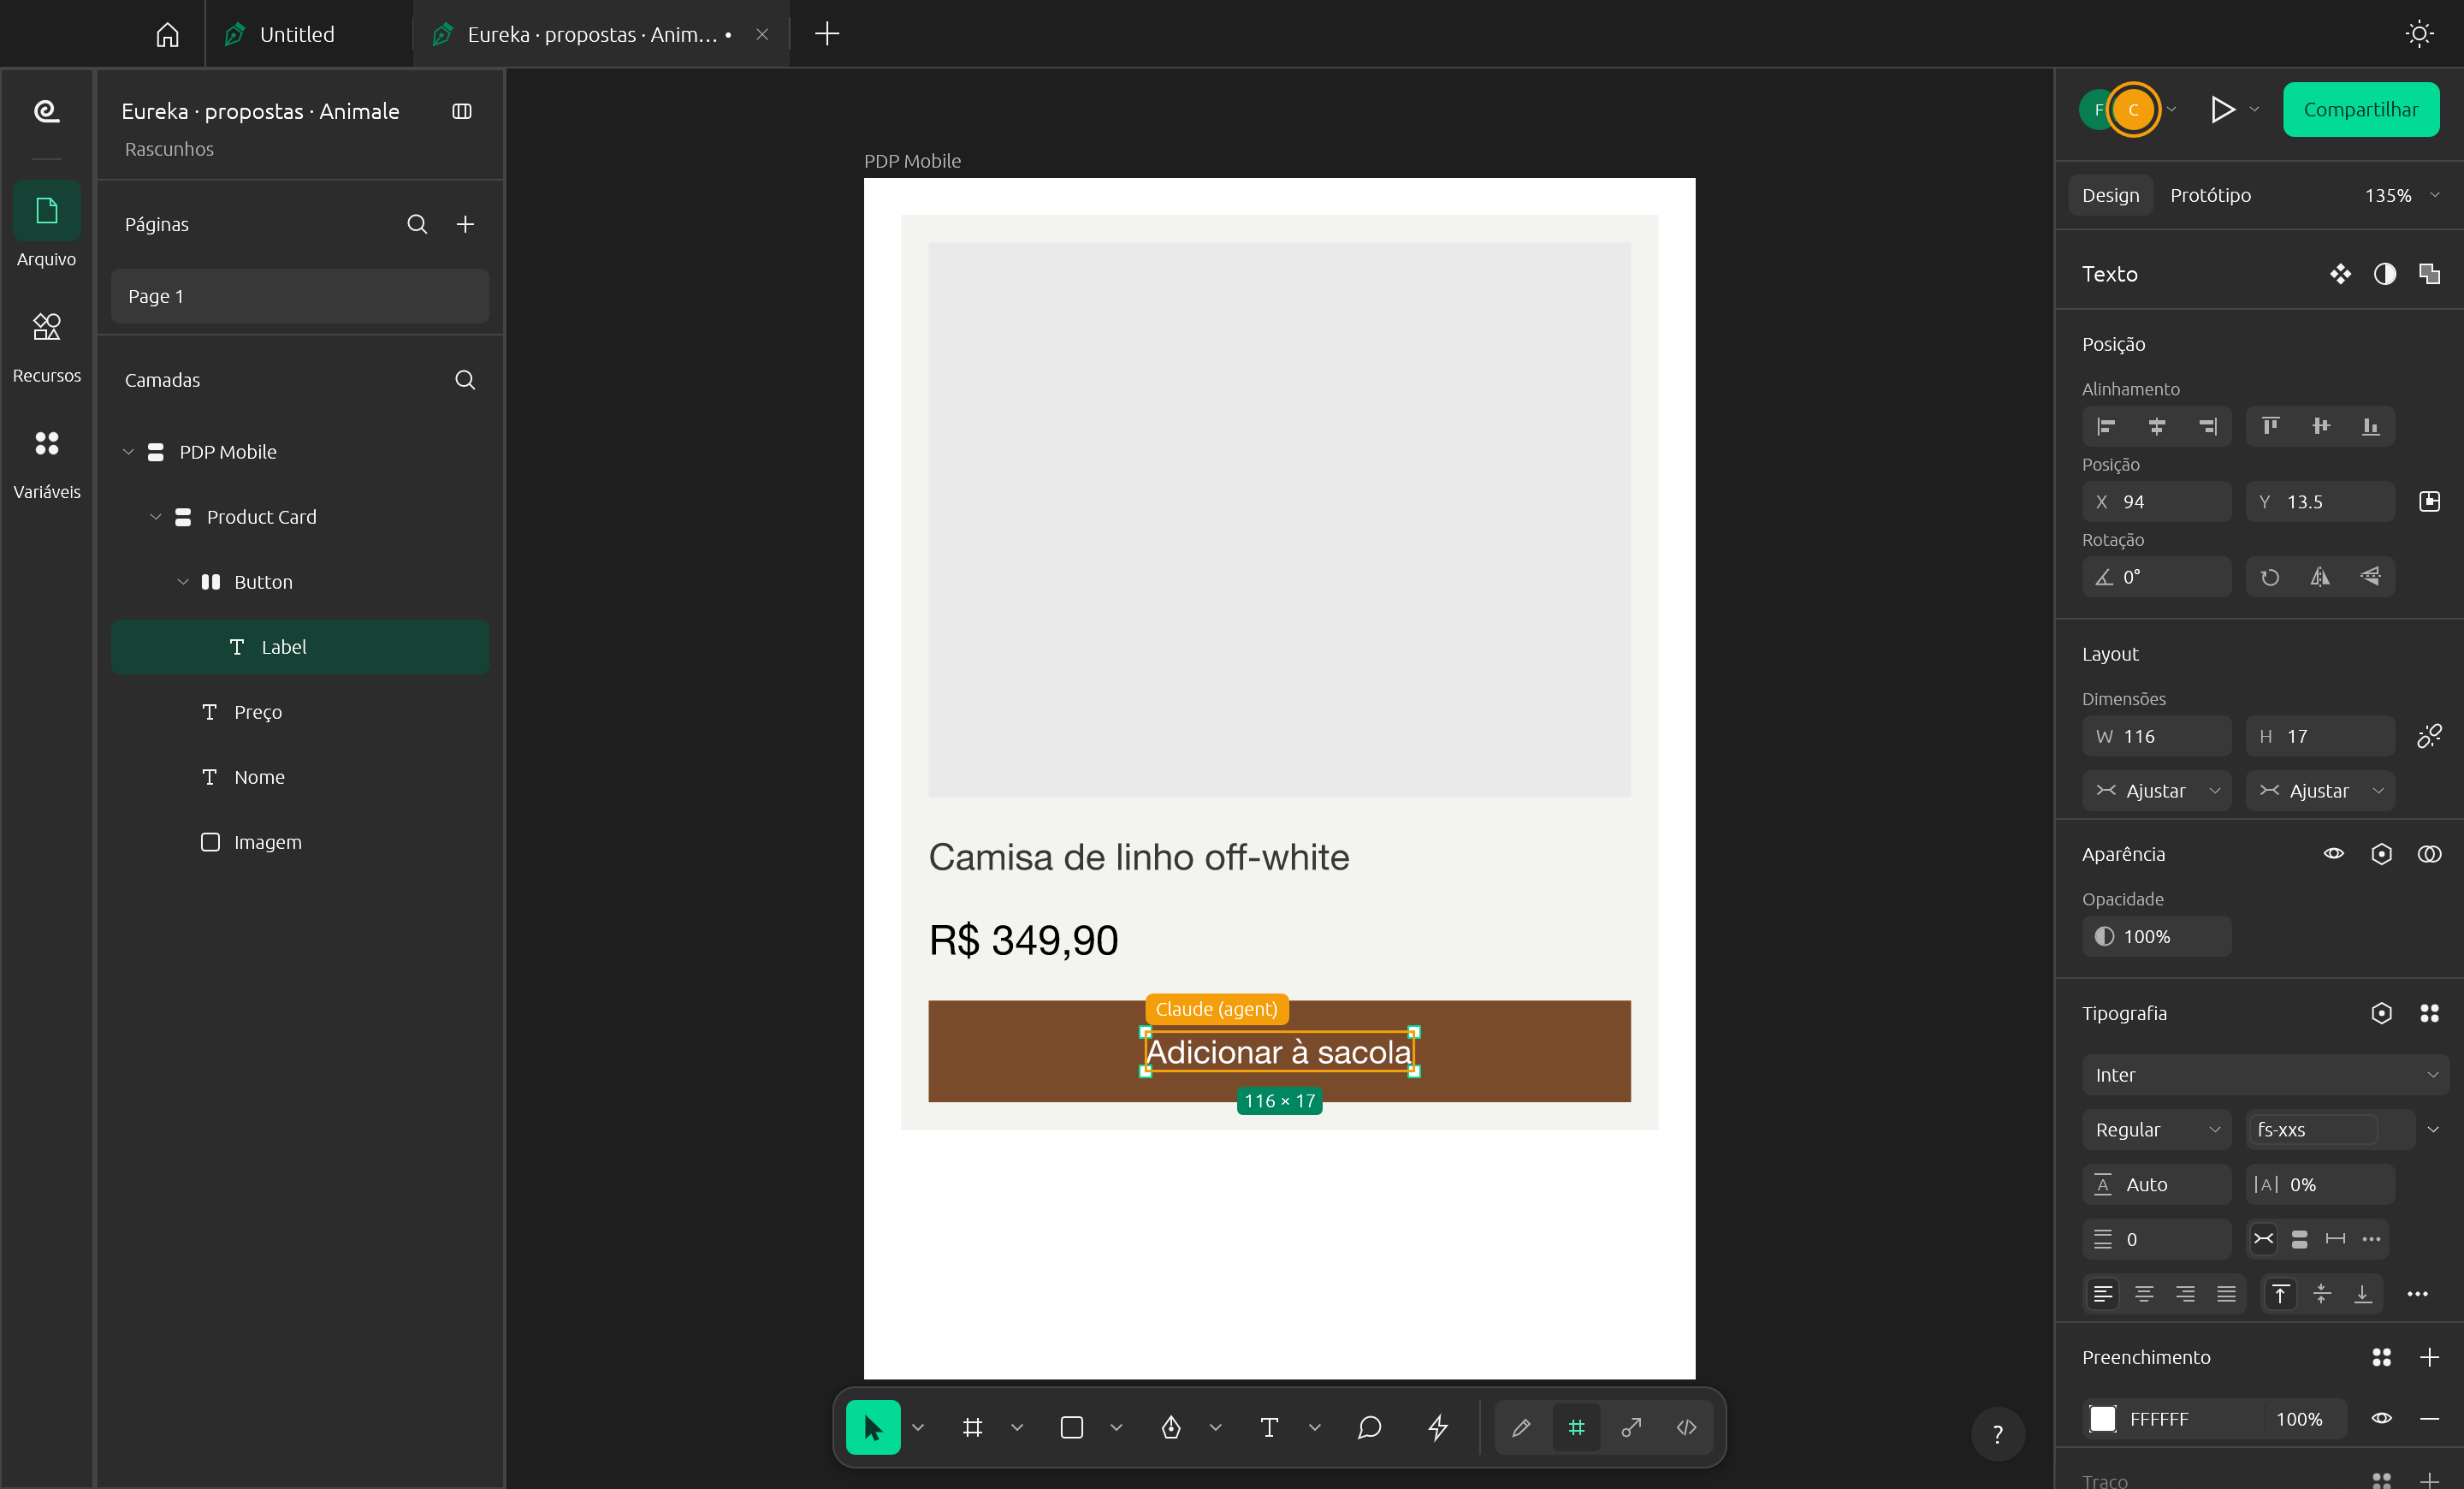 Untitled
Eureka · propostas · Anim… •
Eureka · propostas · Animale
Rascunhos
Arquivo
Recursos
Variáveis
Páginas
Page 1
Camadas
PDP Mobile
Product Card
Button
Label
Preço
Nome
Imagem
PDP Mobile
Camisa de linho off-white
R$ 349,90
Claude (agent)
Adicionar à sacola
116 × 17
F
C
Compartilhar
Design
Protótipo
135%
Texto
Posição
Alinhamento
Posição
X 94
Y 13.5
Rotação
0°
Layout
Dimensões
W 116
H 17
Ajustar
Ajustar
Aparência
Opacidade
100%
Tipografia
Inter
Regular
fs-xxs
A Auto
|A| 0%
0
Preenchimento
FFFFFF
100%
Traço
?